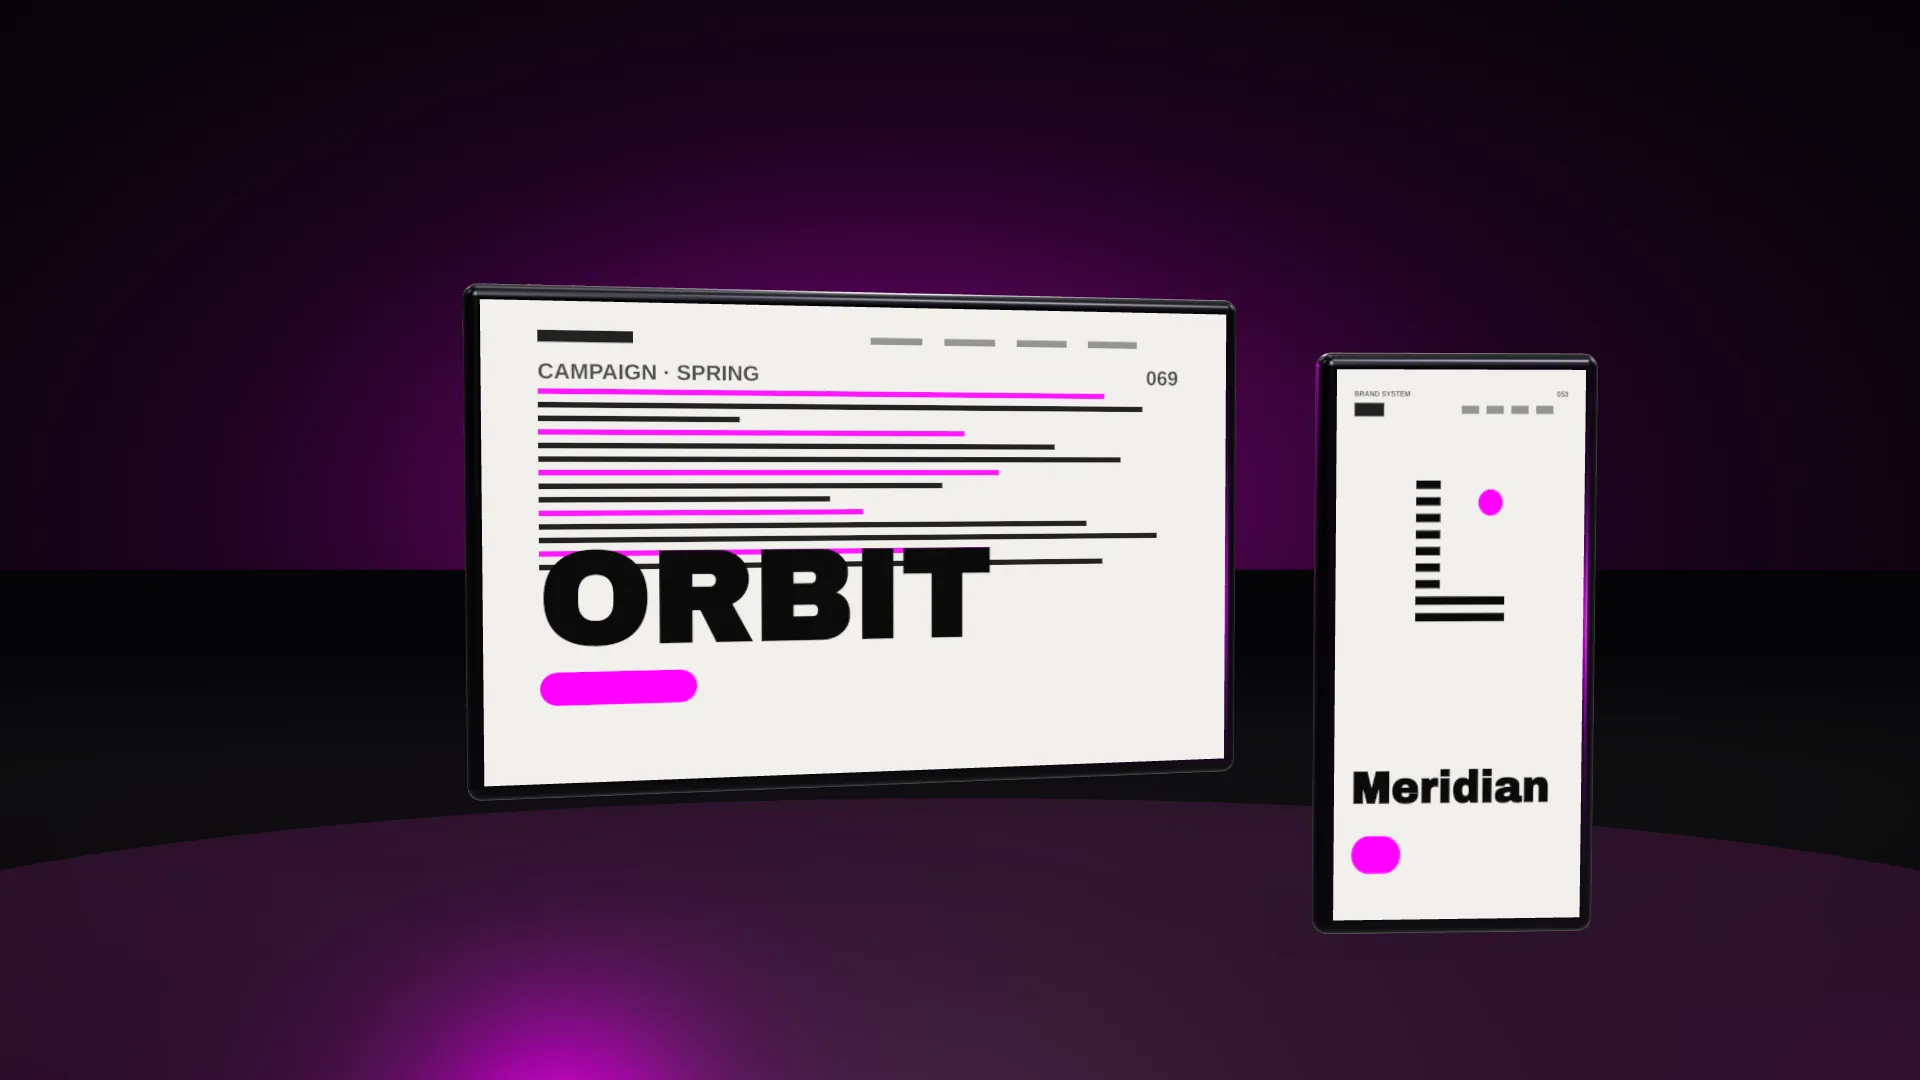 CAMPAIGN · SPRING
069
ORBIT
BRAND SYSTEM
053
Meridian